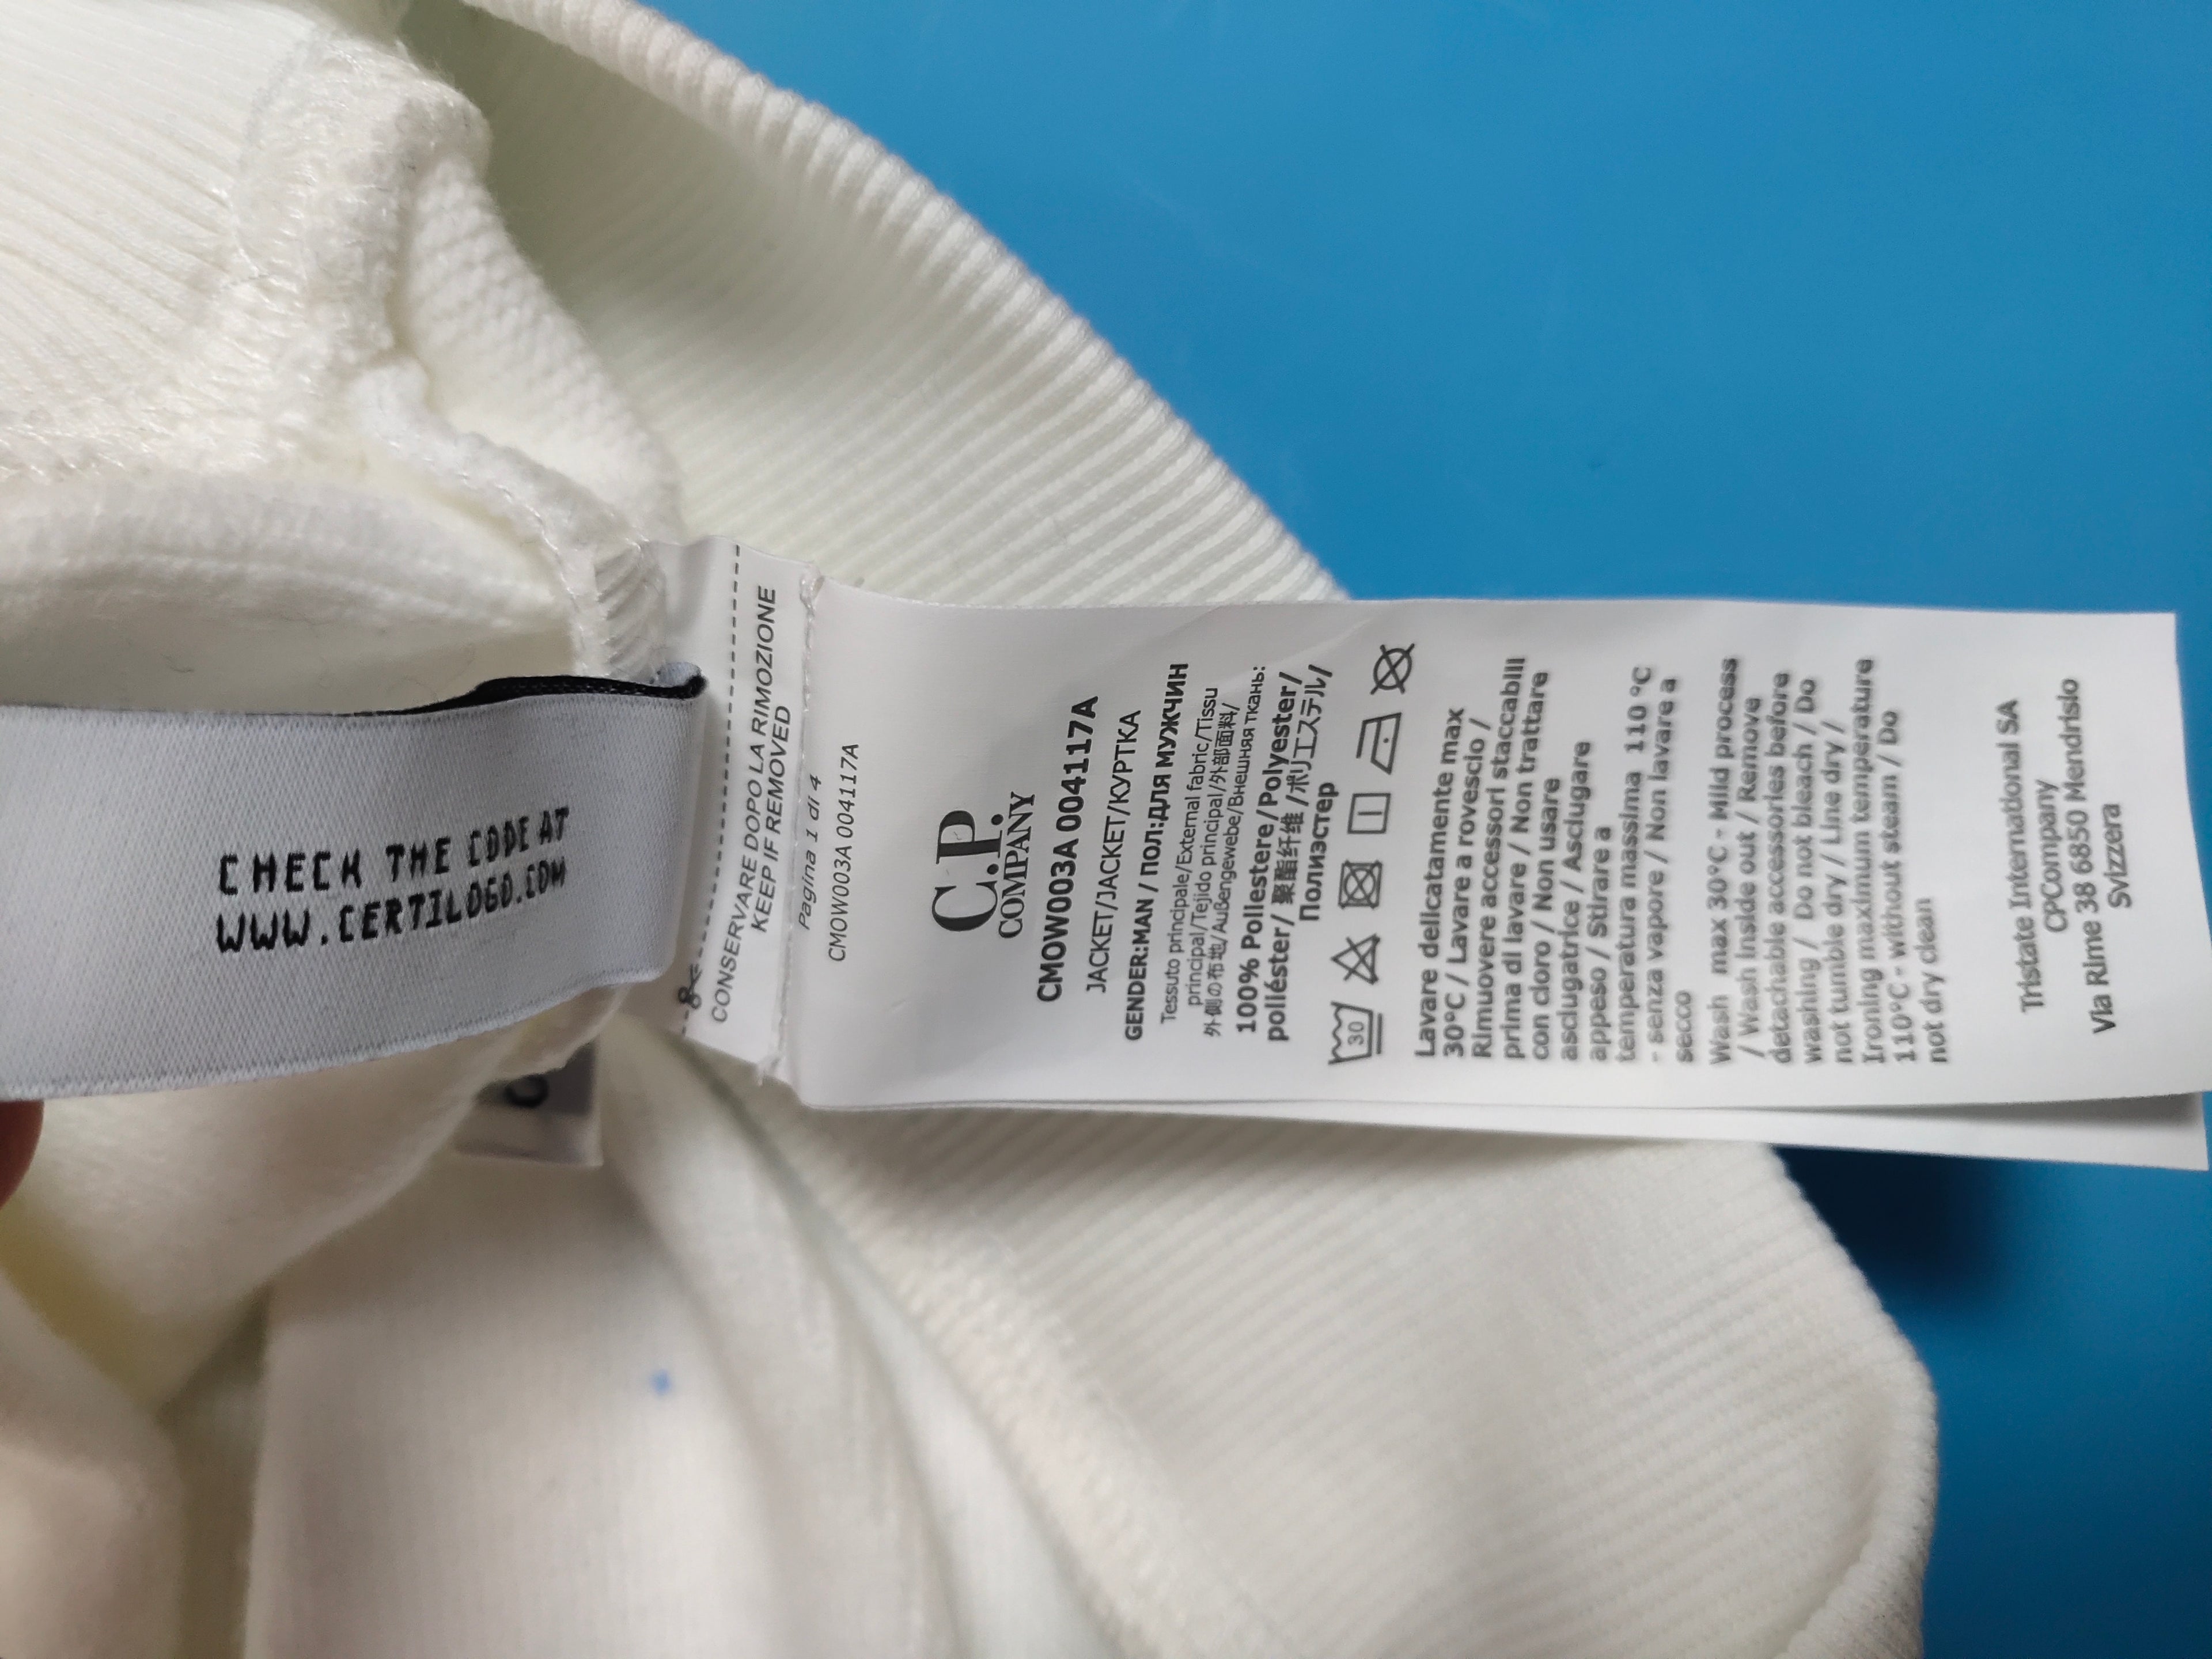 CHECK THE CODE AT
WWW.CERTILOGO.COM
CONSERVARE DOPO LA RIMOZIONE
KEEP IF REMOVED
Pagina 1 di 4
CMOW003A 004117A
C.P.
COMPANY
CMOW003A 004117A
JACKET/JACKET/КУРТКА
GENDER:MAN / ПОЛ:ДЛЯ МУЖЧИН
Tessuto principale/External fabric/Tissu
principal/Tejido principal/外部面料/
外側の布地/Außengewebe/Внешняя ткань:
100% Poliestere/Polyester/
poliéster/ 聚酯纤维 /ポリエステル/
Полиэстер
30
Lavare delicatamente max
30°C / Lavare a rovescio /
Rimuovere accessori staccabili
prima di lavare / Non trattare
con cloro / Non usare
asciugatrice / Asciugare
appeso / Stirare a
temperatura massima 110 °C
- senza vapore / Non lavare a
secco
Wash max 30°C - Mild process
/ Wash inside out / Remove
detachable accessories before
washing / Do not bleach / Do
not tumble dry / Line dry /
Ironing maximum temperature
110°C - without steam / Do
not dry clean
Tristate International SA
CPCompany
Via Rime 38 6850 Mendrisio
Svizzera